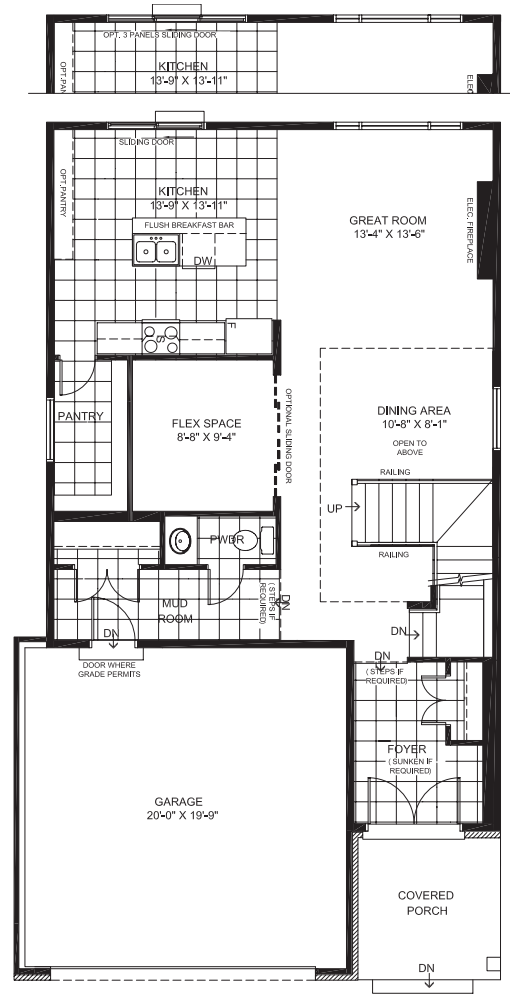 OPT. 3 PANELS SLIDING DOOR
KITCHEN
13'-9" X 13'-11"
SLIDING DOOR
OPT. PANTRY
KITCHEN
13'-9" X 13'-11"
FLUSH BREAKFAST BAR
DW
GREAT ROOM
13'-4" X 13'-6"
ELEC. FIREPLACE
S
F
PANTRY
FLEX SPACE
8'-8" X 9'-4"
OPTIONAL SLIDING DOOR
DINING AREA
10'-8" X 8'-1"
OPEN TO
ABOVE
RAILING
UP
RAILING
PWDR
MUD
ROOM
DN
(STEPS IF
REQUIRED)
DN
DOOR WHERE
GRADE PERMITS
DN
DN
(STEPS IF
REQUIRED)
FOYER
(SUNKEN IF
REQUIRED)
GARAGE
20'-0" X 19'-9"
COVERED
PORCH
DN